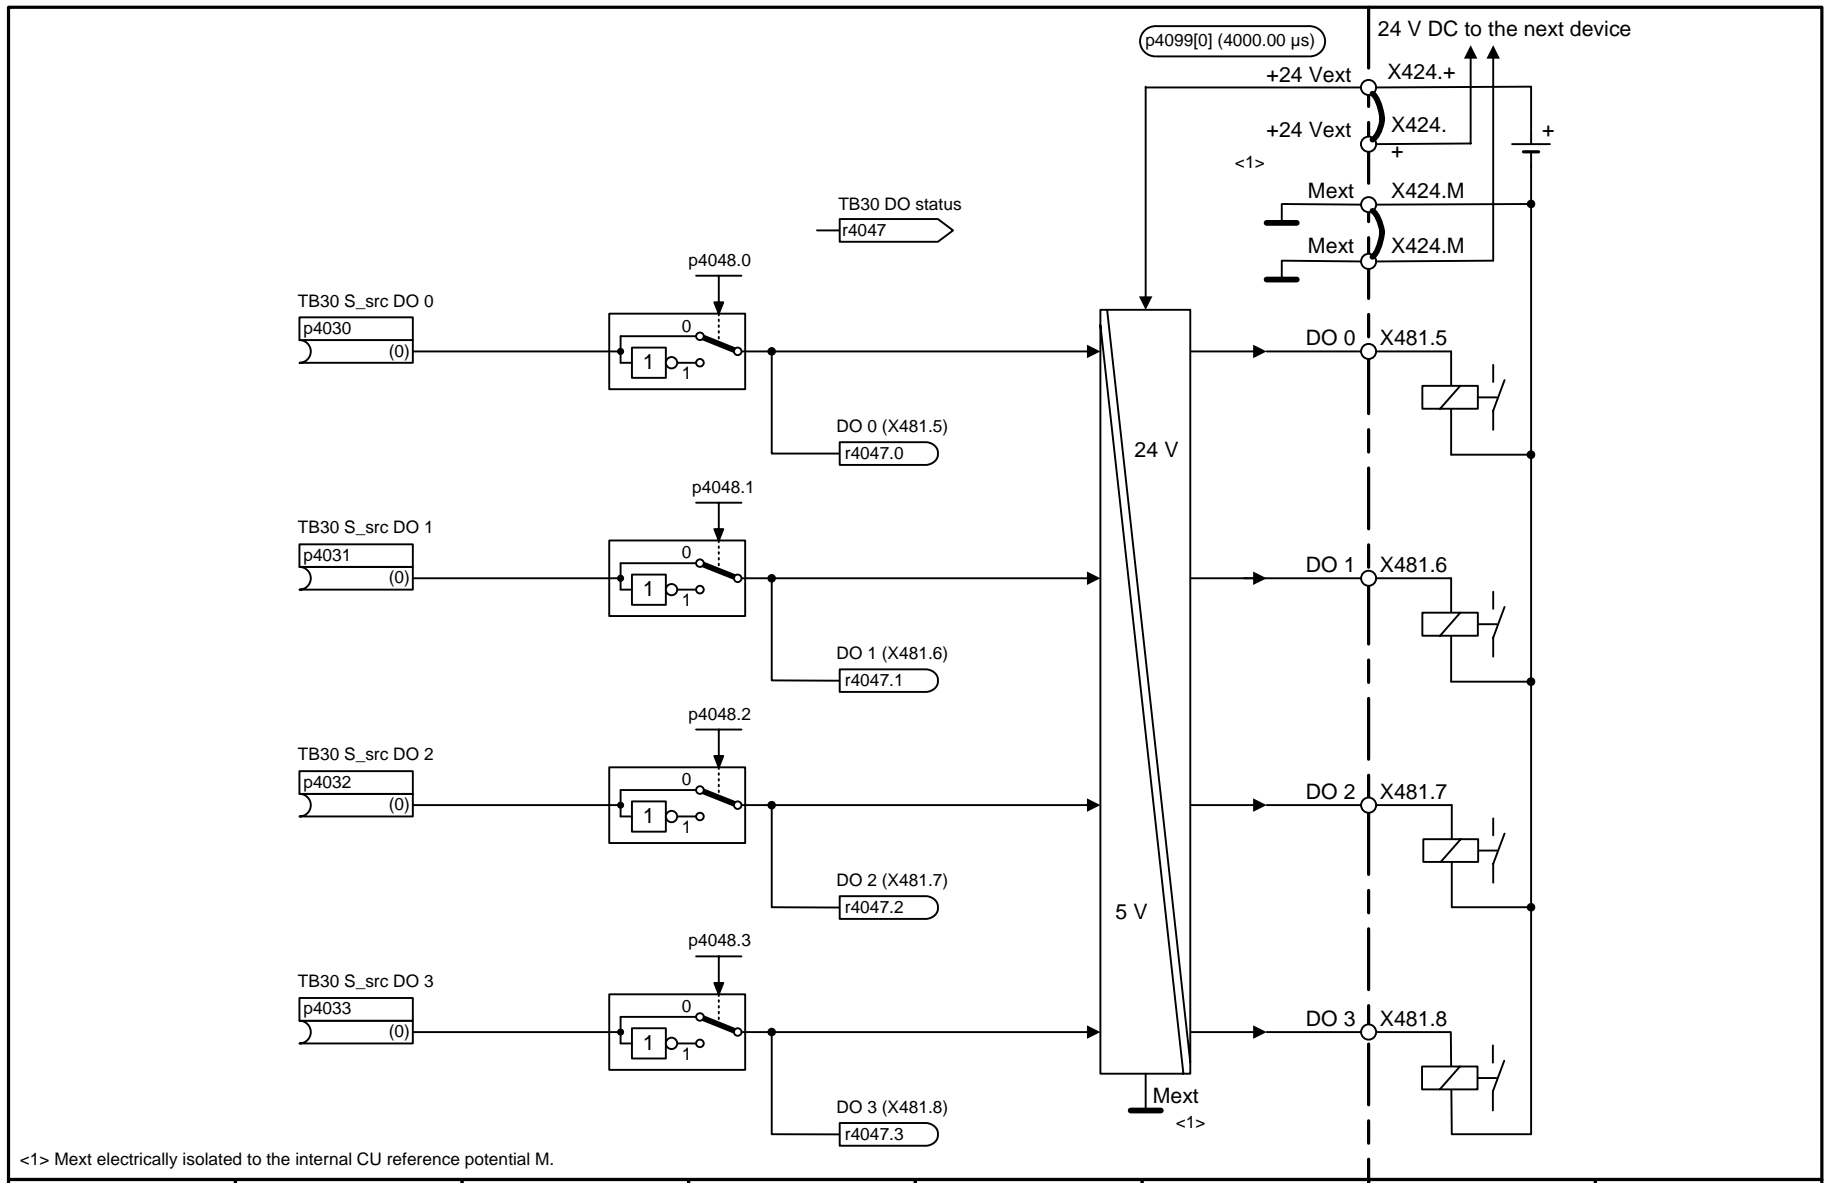 p4099[0] (4000.00 µs)
24 V DC to the next device
+24 Vext
X424.+
+24 Vext
X424.
+
+
<1>
Mext
X424.M
Mext
X424.M
TB30 DO status
r4047
p4048.0
TB30 S_src DO 0
p4030
(0)
0
1
1
DO 0
X481.5
DO 0 (X481.5)
r4047.0
24 V
p4048.1
TB30 S_src DO 1
p4031
(0)
0
1
1
DO 1
X481.6
DO 1 (X481.6)
r4047.1
p4048.2
TB30 S_src DO 2
p4032
(0)
0
1
1
DO 2
X481.7
DO 2 (X481.7)
r4047.2
5 V
p4048.3
TB30 S_src DO 3
p4033
(0)
0
1
1
DO 3
X481.8
DO 3 (X481.8)
r4047.3
Mext
<1>
<1> Mext electrically isolated to the internal CU reference potential M.